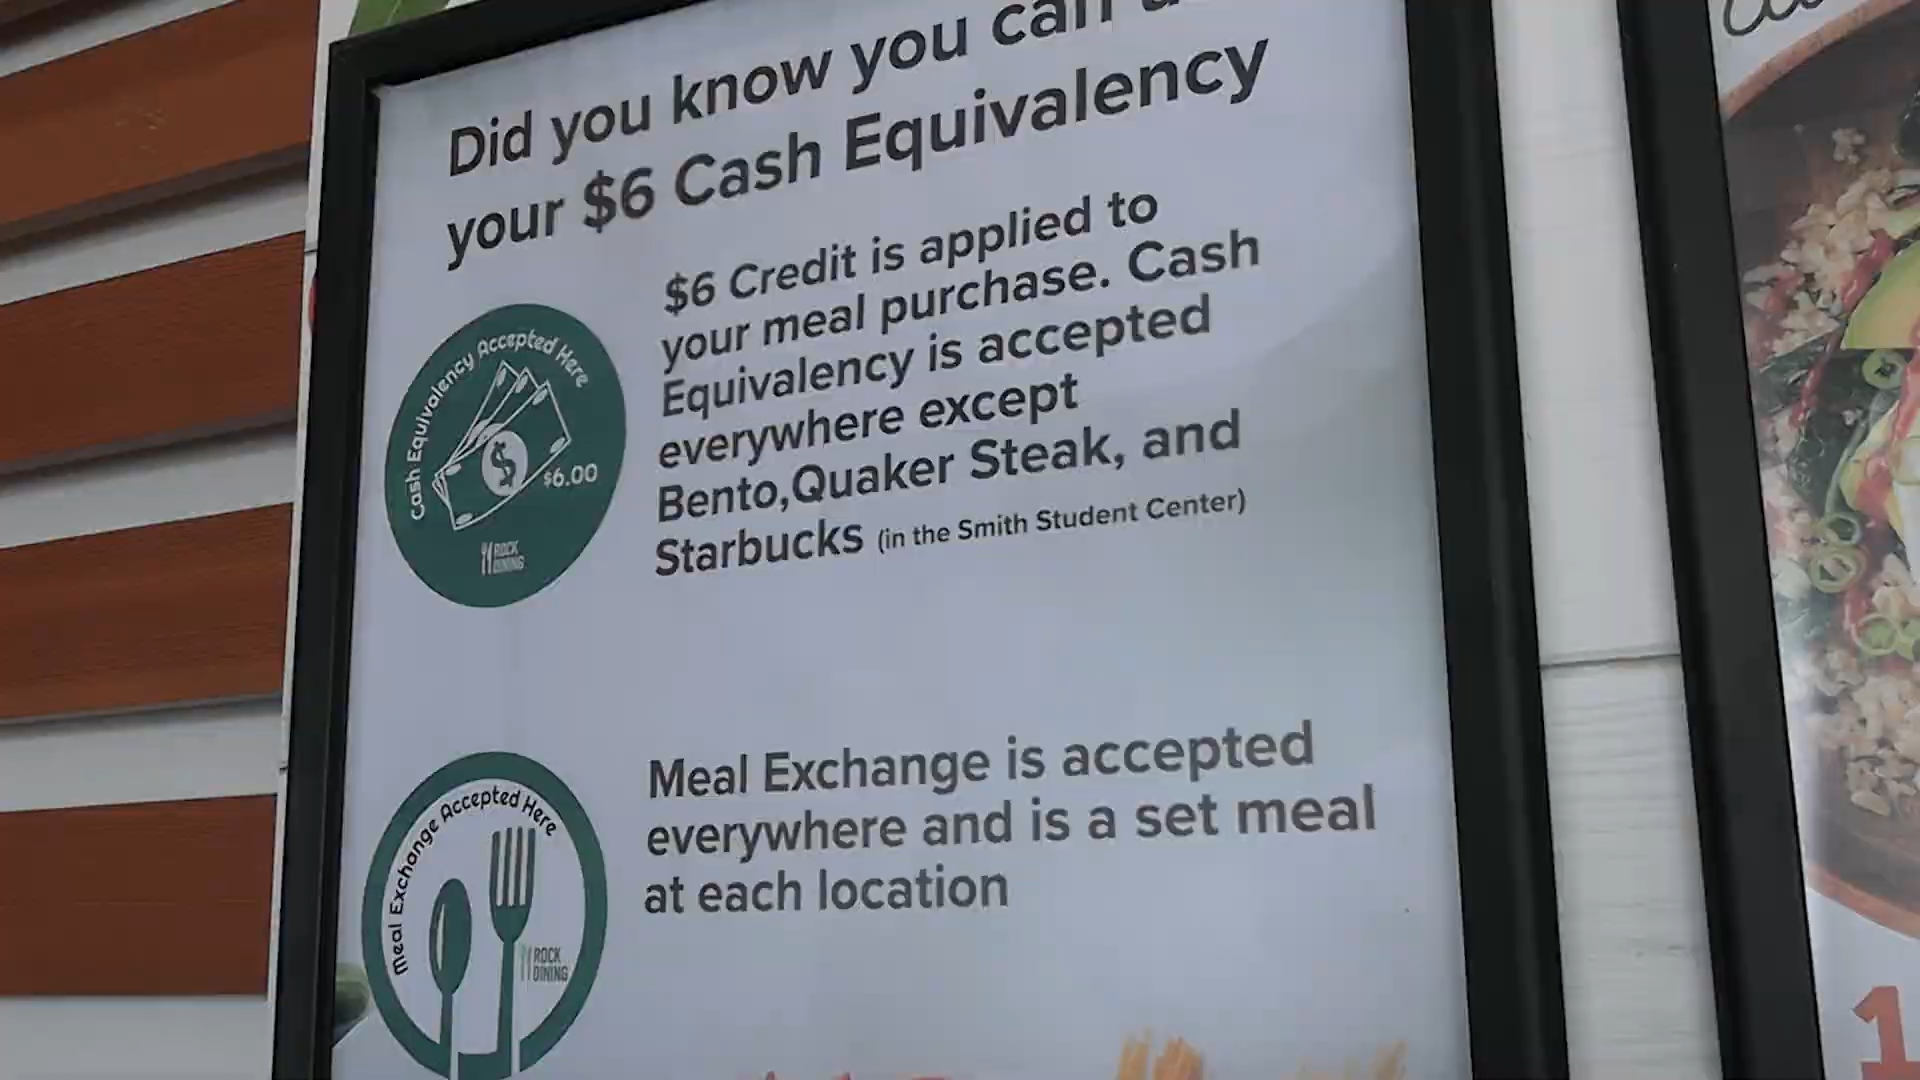 Did you know you can
your $6 Cash Equivalency
$6 Credit is applied to
your meal purchase. Cash
Equivalency is accepted
everywhere except
Bento,Quaker Steak, and
Starbucks (in the Smith Student Center)
Cash Equivalency Accepted Here
$6.00
ROCK
DINING
Meal Exchange is accepted
everywhere and is a set meal
at each location
Meal Exchange Accepted Here
ROCK
DINING
1